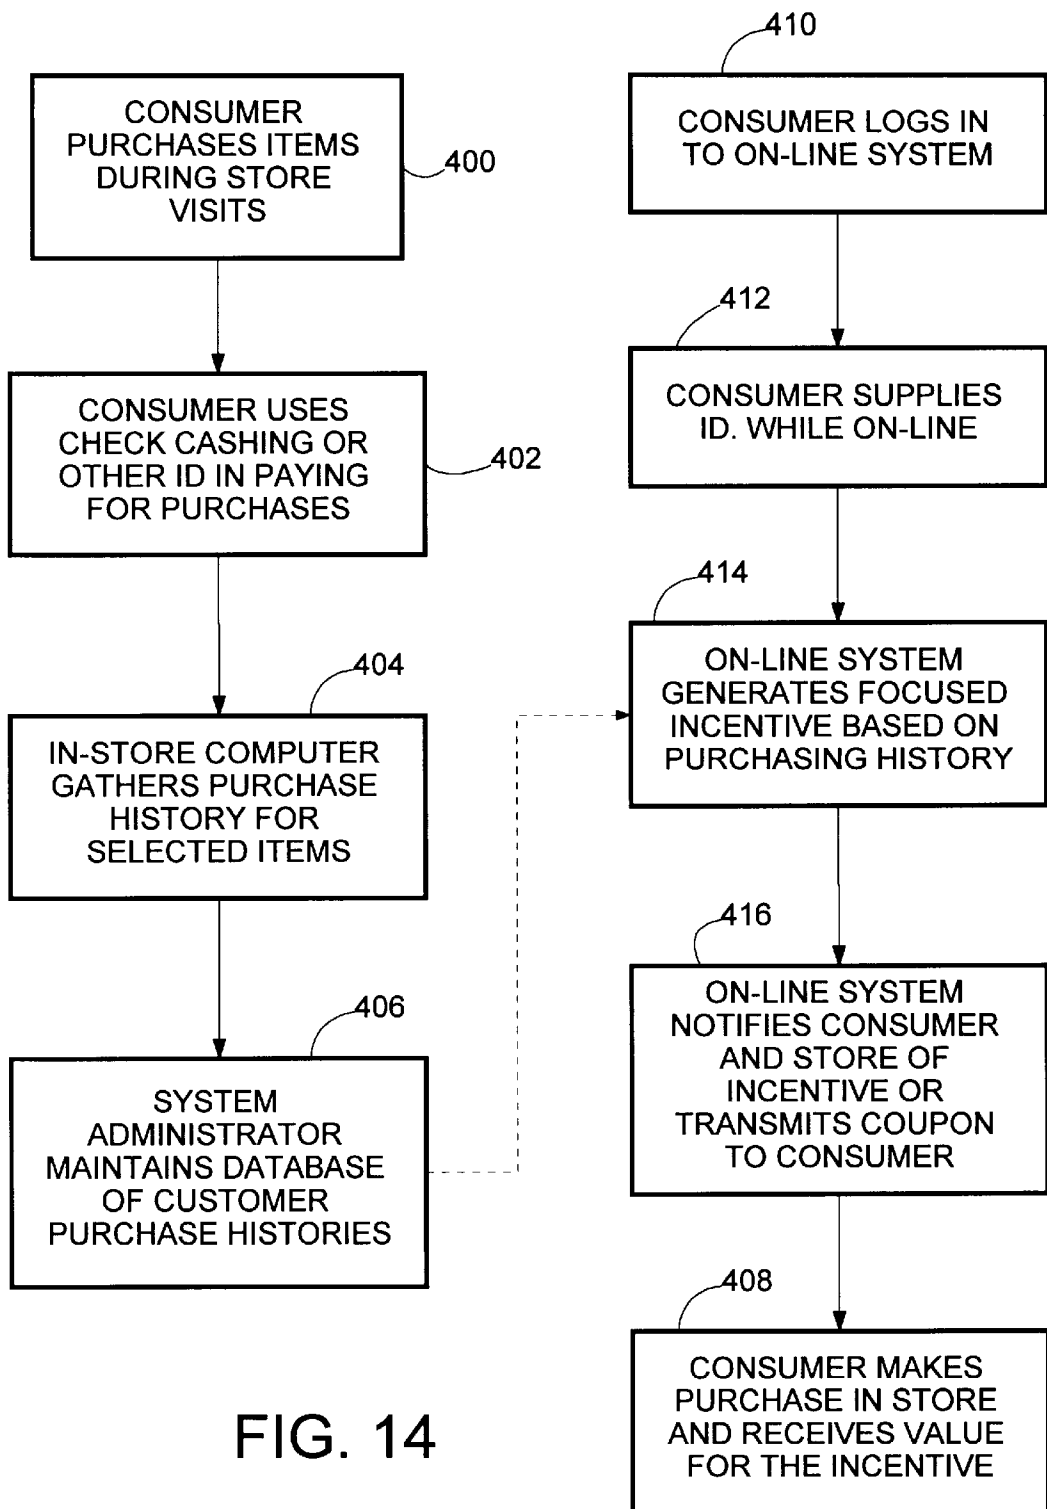 CONSUMER
PURCHASES ITEMS
DURING STORE
VISITS
400
CONSUMER USES
CHECK CASHING OR
OTHER ID IN PAYING
FOR PURCHASES
402
404
IN-STORE COMPUTER
GATHERS PURCHASE
HISTORY FOR
SELECTED ITEMS
406
SYSTEM
ADMINISTRATOR
MAINTAINS DATABASE
OF CUSTOMER
PURCHASE HISTORIES
410
CONSUMER LOGS IN
TO ON-LINE SYSTEM
412
CONSUMER SUPPLIES
ID. WHILE ON-LINE
414
ON-LINE SYSTEM
GENERATES FOCUSED
INCENTIVE BASED ON
PURCHASING HISTORY
416
ON-LINE SYSTEM
NOTIFIES CONSUMER
AND STORE OF
INCENTIVE OR
TRANSMITS COUPON
TO CONSUMER
408
CONSUMER MAKES
PURCHASE IN STORE
AND RECEIVES VALUE
FOR THE INCENTIVE
FIG. 14